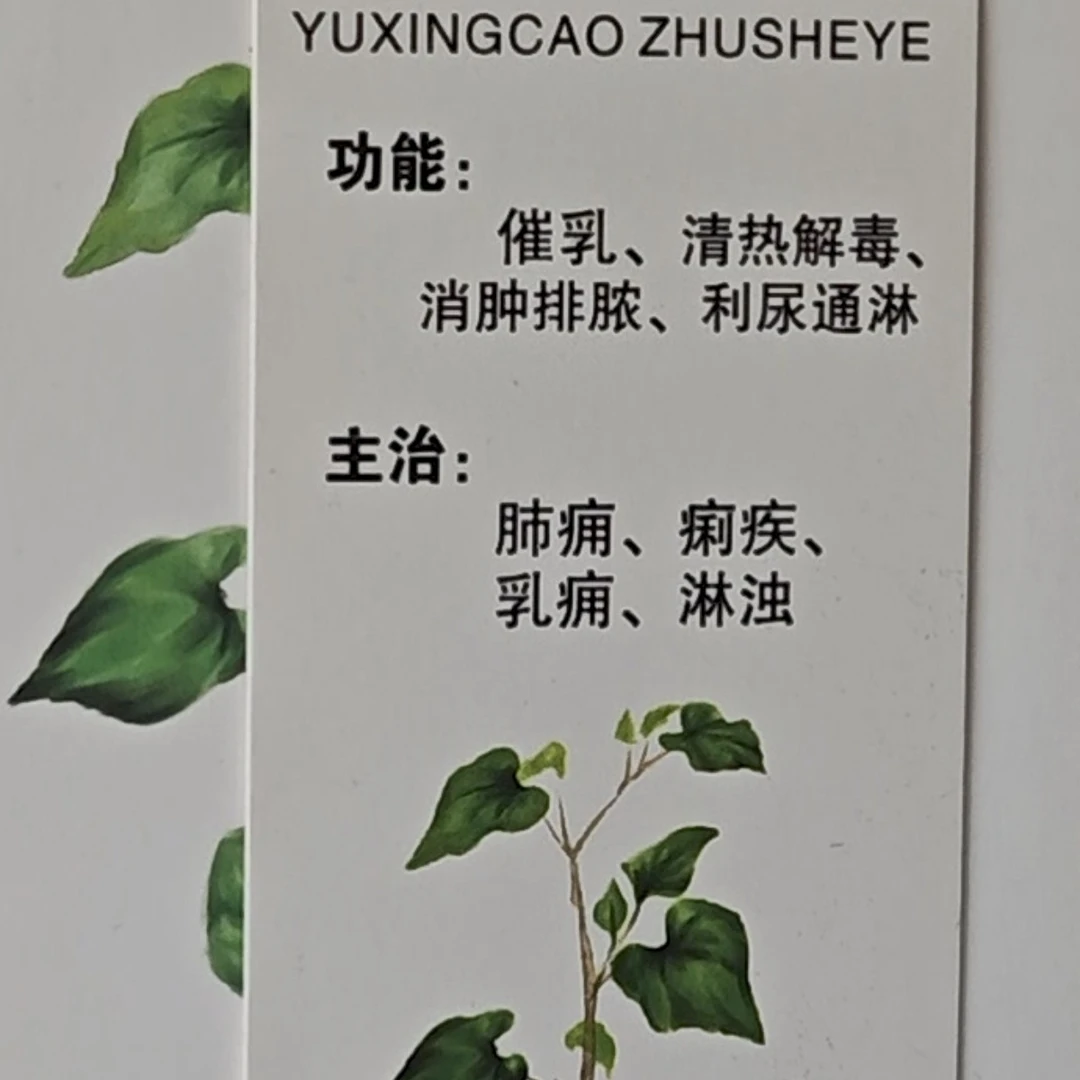 YUXINGCAO ZHUSHEYE
功能：
催乳、清热解毒、
消肿排脓、利尿通淋
主治：
肺痈、痢疾、
乳痈、淋浊